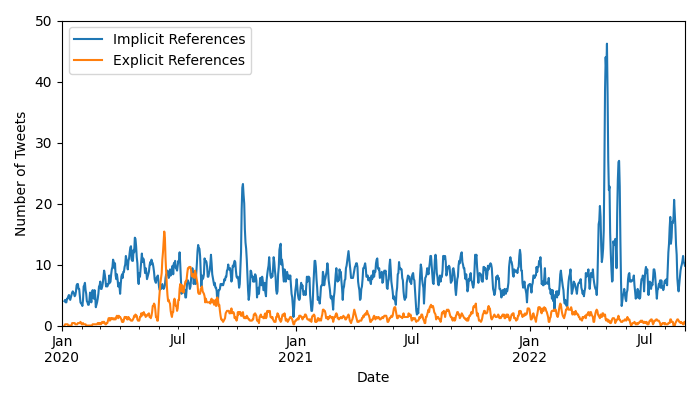 50
40
30
20
10
0
Number of Tweets
Implicit References
Explicit References
Jan Jul Jan Jul Jan Jul
2020 2021 2022
Date